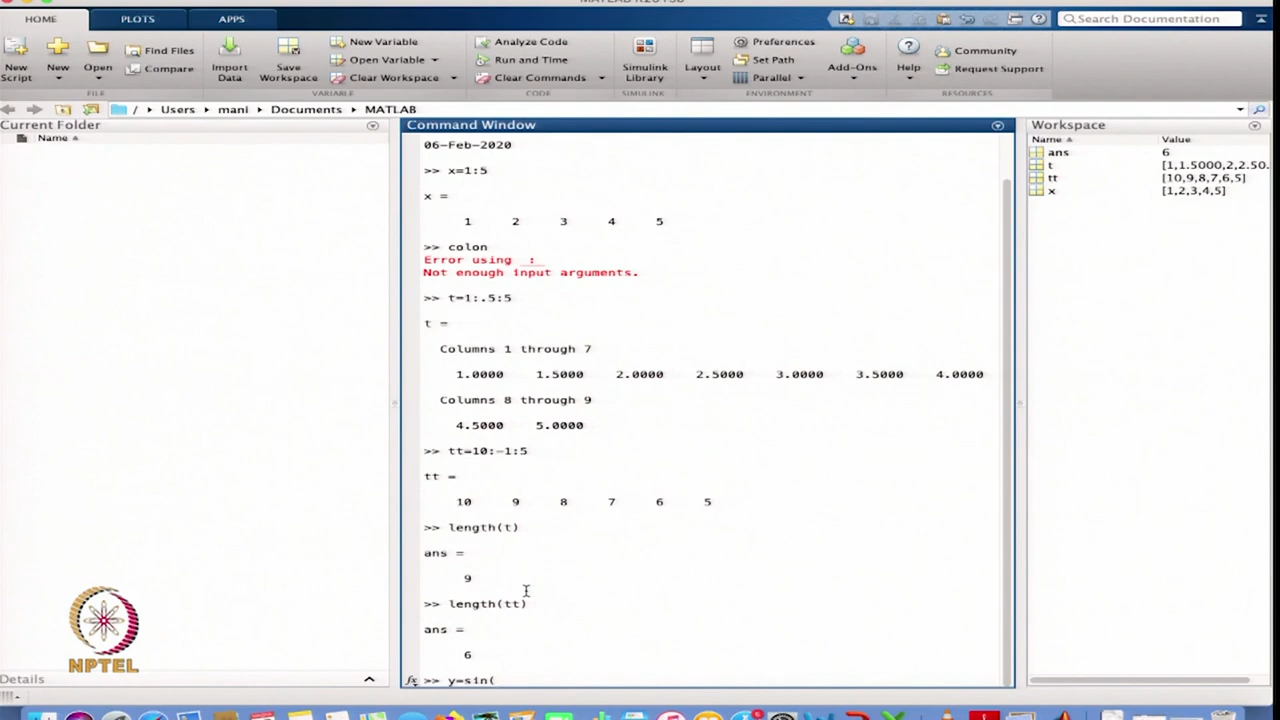 HOME PLOTS APPS Search Documentation
New Script
New
Open
Find Files
Compare
FILE
Import Data
Save Workspace
New Variable
Open Variable
Clear Workspace
VARIABLE
Analyze Code
Run and Time
Clear Commands
CODE
Simulink Library
SIMULINK
Layout
Preferences
Set Path
Parallel
Add-Ons
ENVIRONMENT
Help
Community
Request Support
RESOURCES
/ Users mani Documents MATLAB
Current Folder
Name
Details
Command Window
06-Feb-2020
>> x=1:5
x =
1 2 3 4 5
>> colon
Error using :
Not enough input arguments.
>> t=1:.5:5
t =
Columns 1 through 7
1.0000 1.5000 2.0000 2.5000 3.0000 3.5000 4.0000
Columns 8 through 9
4.5000 5.0000
>> tt=10:-1:5
tt =
10 9 8 7 6 5
>> length(t)
ans =
9
>> length(tt)
ans =
6
fx >> y=sin(
Workspace
Name Value
ans 6
t [1,1.5000,2,2.50.
tt [10,9,8,7,6,5]
x [1,2,3,4,5]
NPTEL